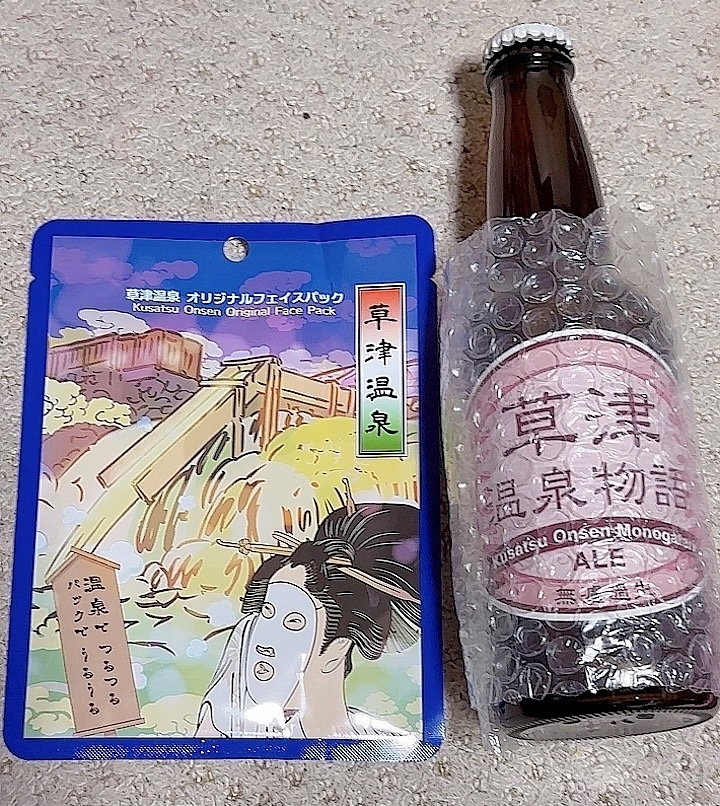 草津温泉 オリジナルフェイスパック
Kusatsu Onsen Original Face Pack
草津温泉
温泉で つるつる
パックで うるうる
草津
温泉物語
Kusatsu Onsen Monogatari
ALE